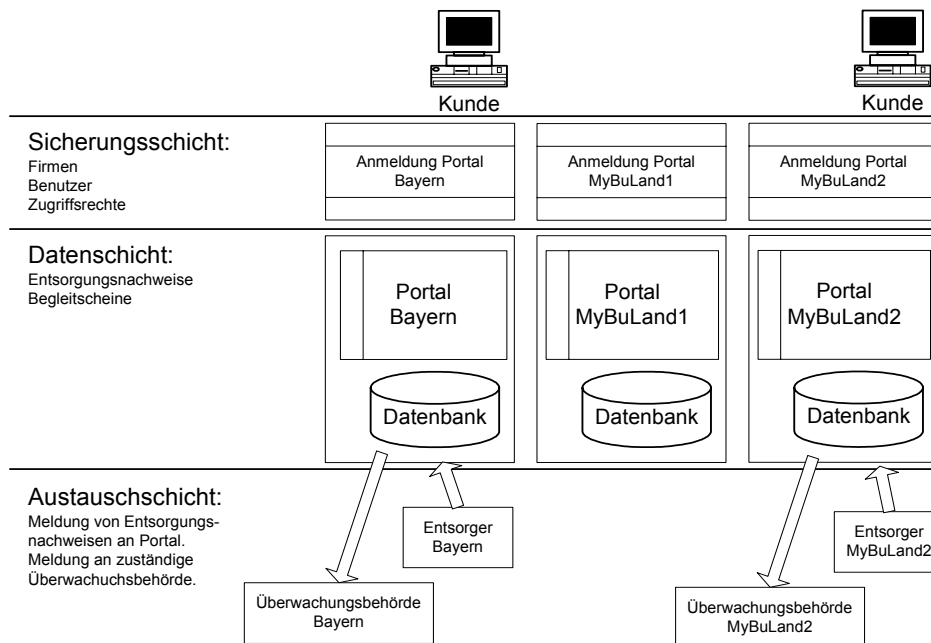 Kunde
Kunde
Sicherungsschicht:
Firmen
Benutzer
Zugriffsrechte
Anmeldung Portal
Bayern
Anmeldung Portal
MyBuLand1
Anmeldung Portal
MyBuLand2
Datenschicht:
Entsorgungsnachweise
Begleitscheine
Portal
Bayern
Portal
MyBuLand1
Portal
MyBuLand2
Datenbank
Datenbank
Datenbank
Austauschschicht:
Meldung von Entsorgungs-
nachweisen an Portal.
Meldung an zuständige
Überwachuchsbehörde.
Entsorger
Bayern
Entsorger
MyBuLand2
Überwachungsbehörde
Bayern
Überwachungsbehörde
MyBuLand2